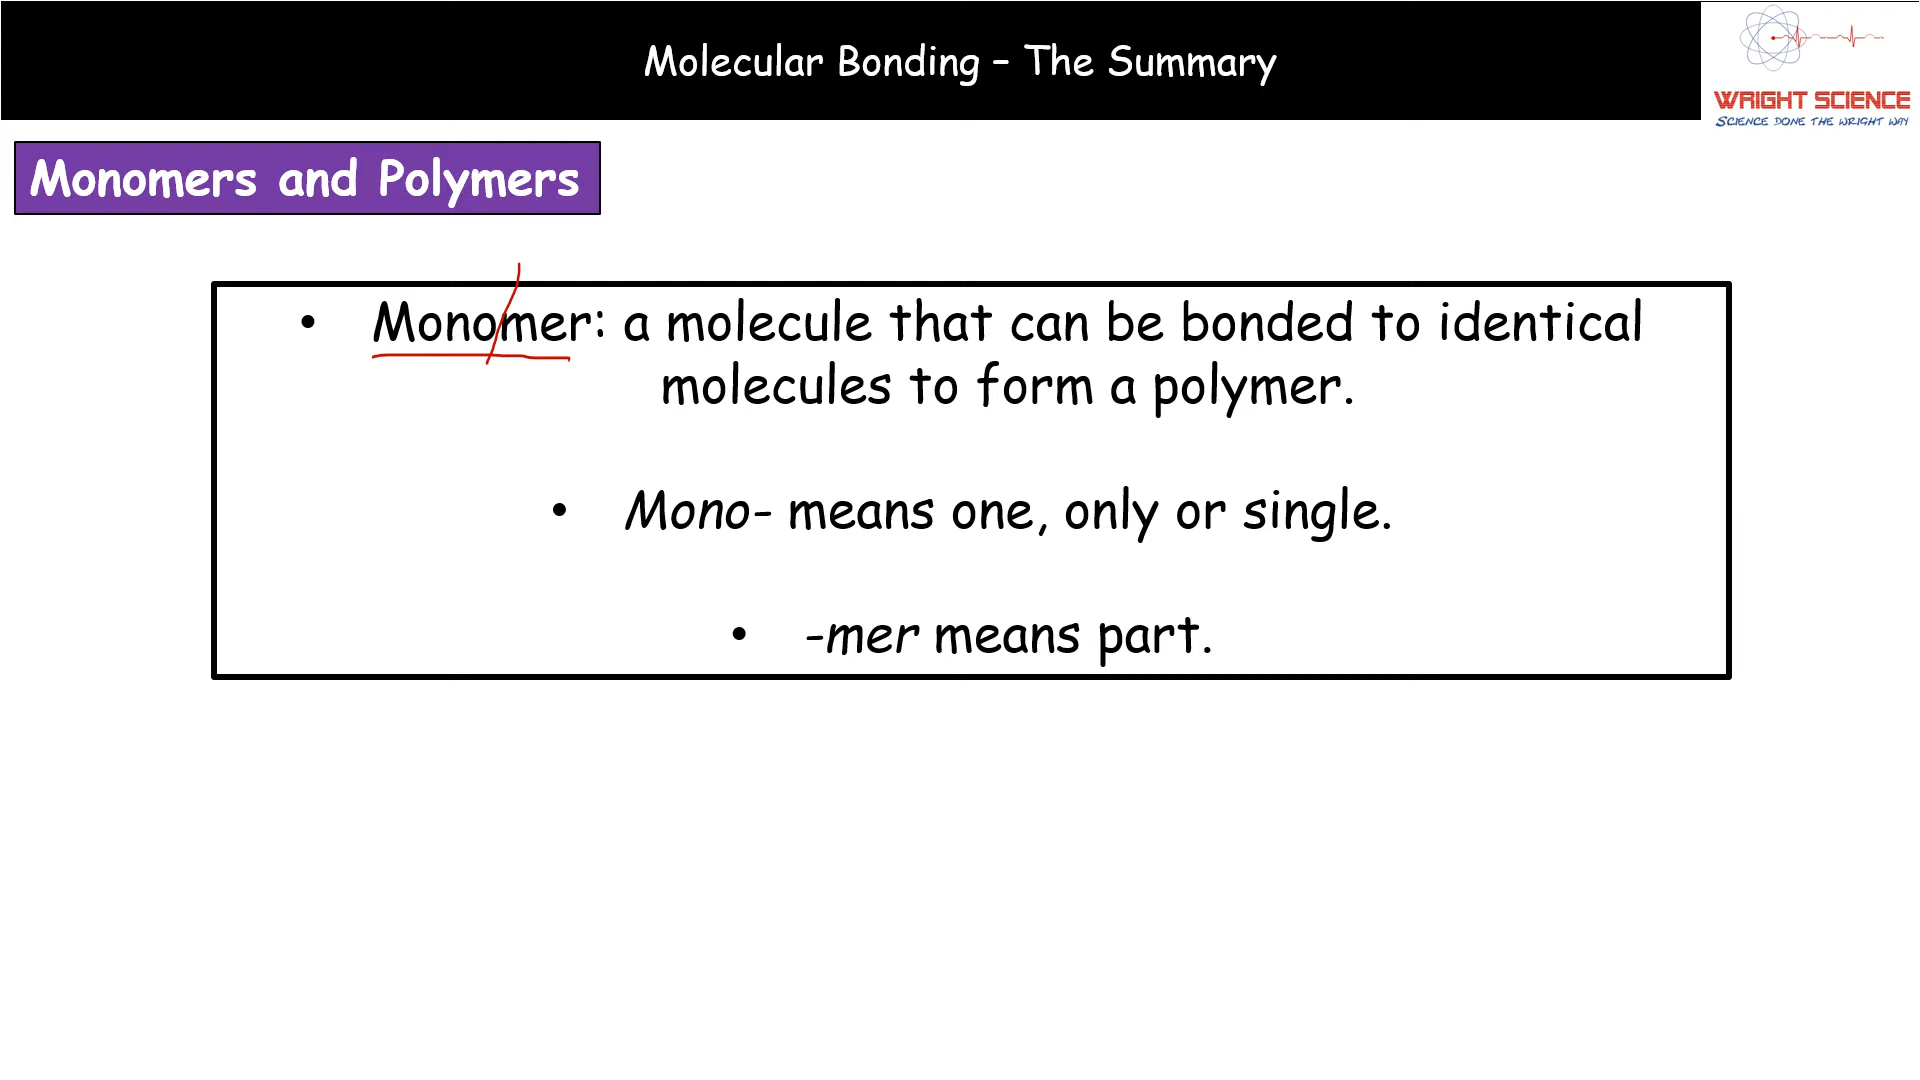 Molecular Bonding – The Summary
WRIGHT SCIENCE
SCIENCE DONE THE WRIGHT WAY
Monomers and Polymers
• Monomer: a molecule that can be bonded to identical
molecules to form a polymer.
• Mono- means one, only or single.
• -mer means part.